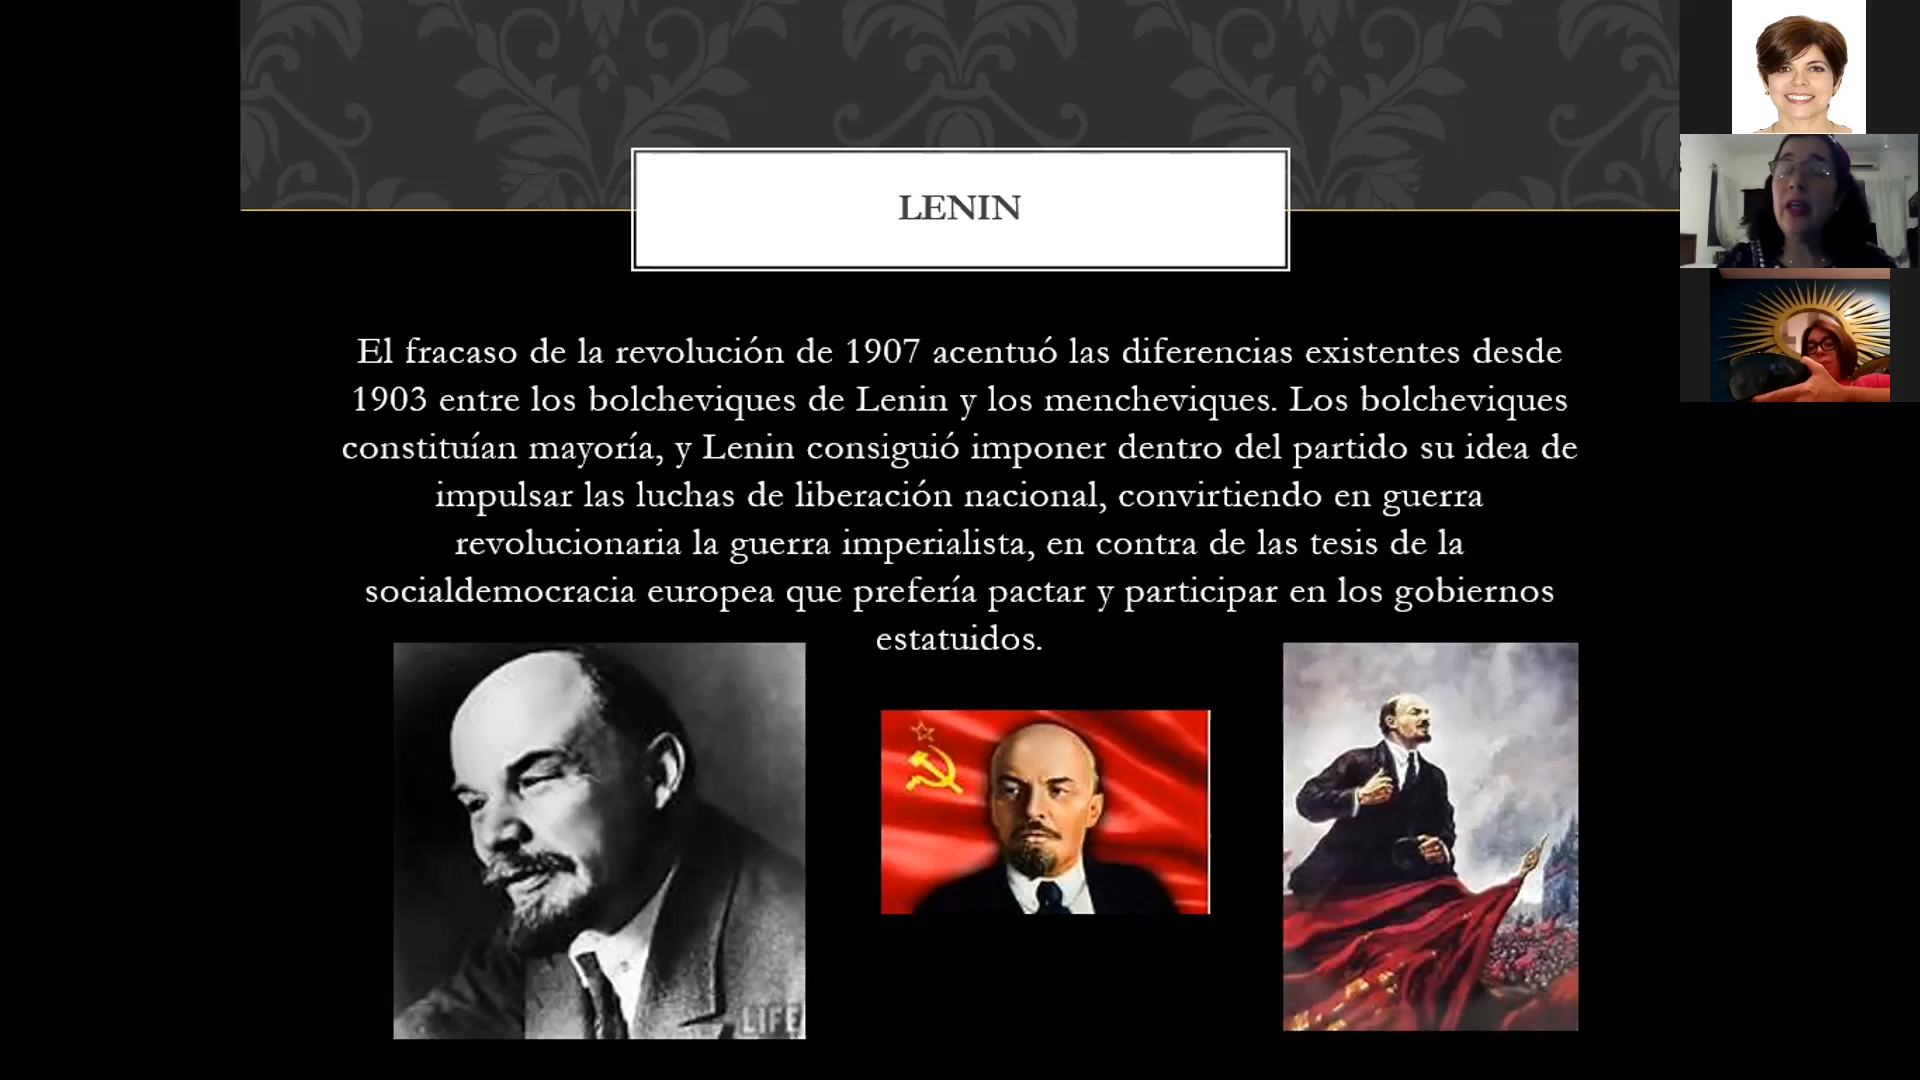 LENIN
El fracaso de la revolución de 1907 acentuó las diferencias existentes desde
1903 entre los bolcheviques de Lenin y los mencheviques. Los bolcheviques
constituían mayoría, y Lenin consiguió imponer dentro del partido su idea de
impulsar las luchas de liberación nacional, convirtiendo en guerra
revolucionaria la guerra imperialista, en contra de las tesis de la
socialdemocracia europea que prefería pactar y participar en los gobiernos
estatuidos.
LIFE